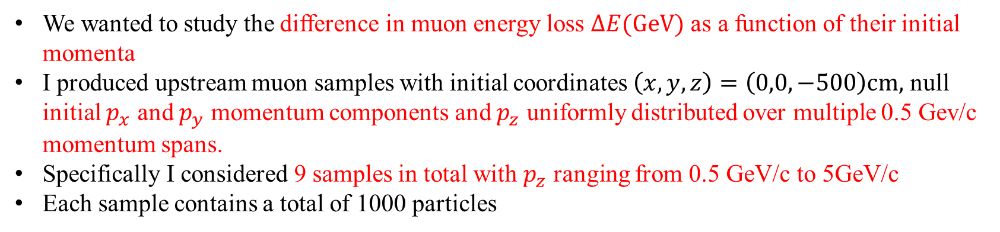 • We wanted to study the difference in muon energy loss Δ𝐸(GeV) as a function of their initial
momenta
• I produced upstream muon samples with initial coordinates (𝑥, 𝑦, 𝑧) = (0,0, −500)cm, null
initial 𝑝ₓ and 𝑝_𝑦 momentum components and 𝑝_𝑧 uniformly distributed over multiple 0.5 Gev/c
momentum spans.
• Specifically I considered 9 samples in total with 𝑝_𝑧 ranging from 0.5 GeV/c to 5GeV/c
• Each sample contains a total of 1000 particles